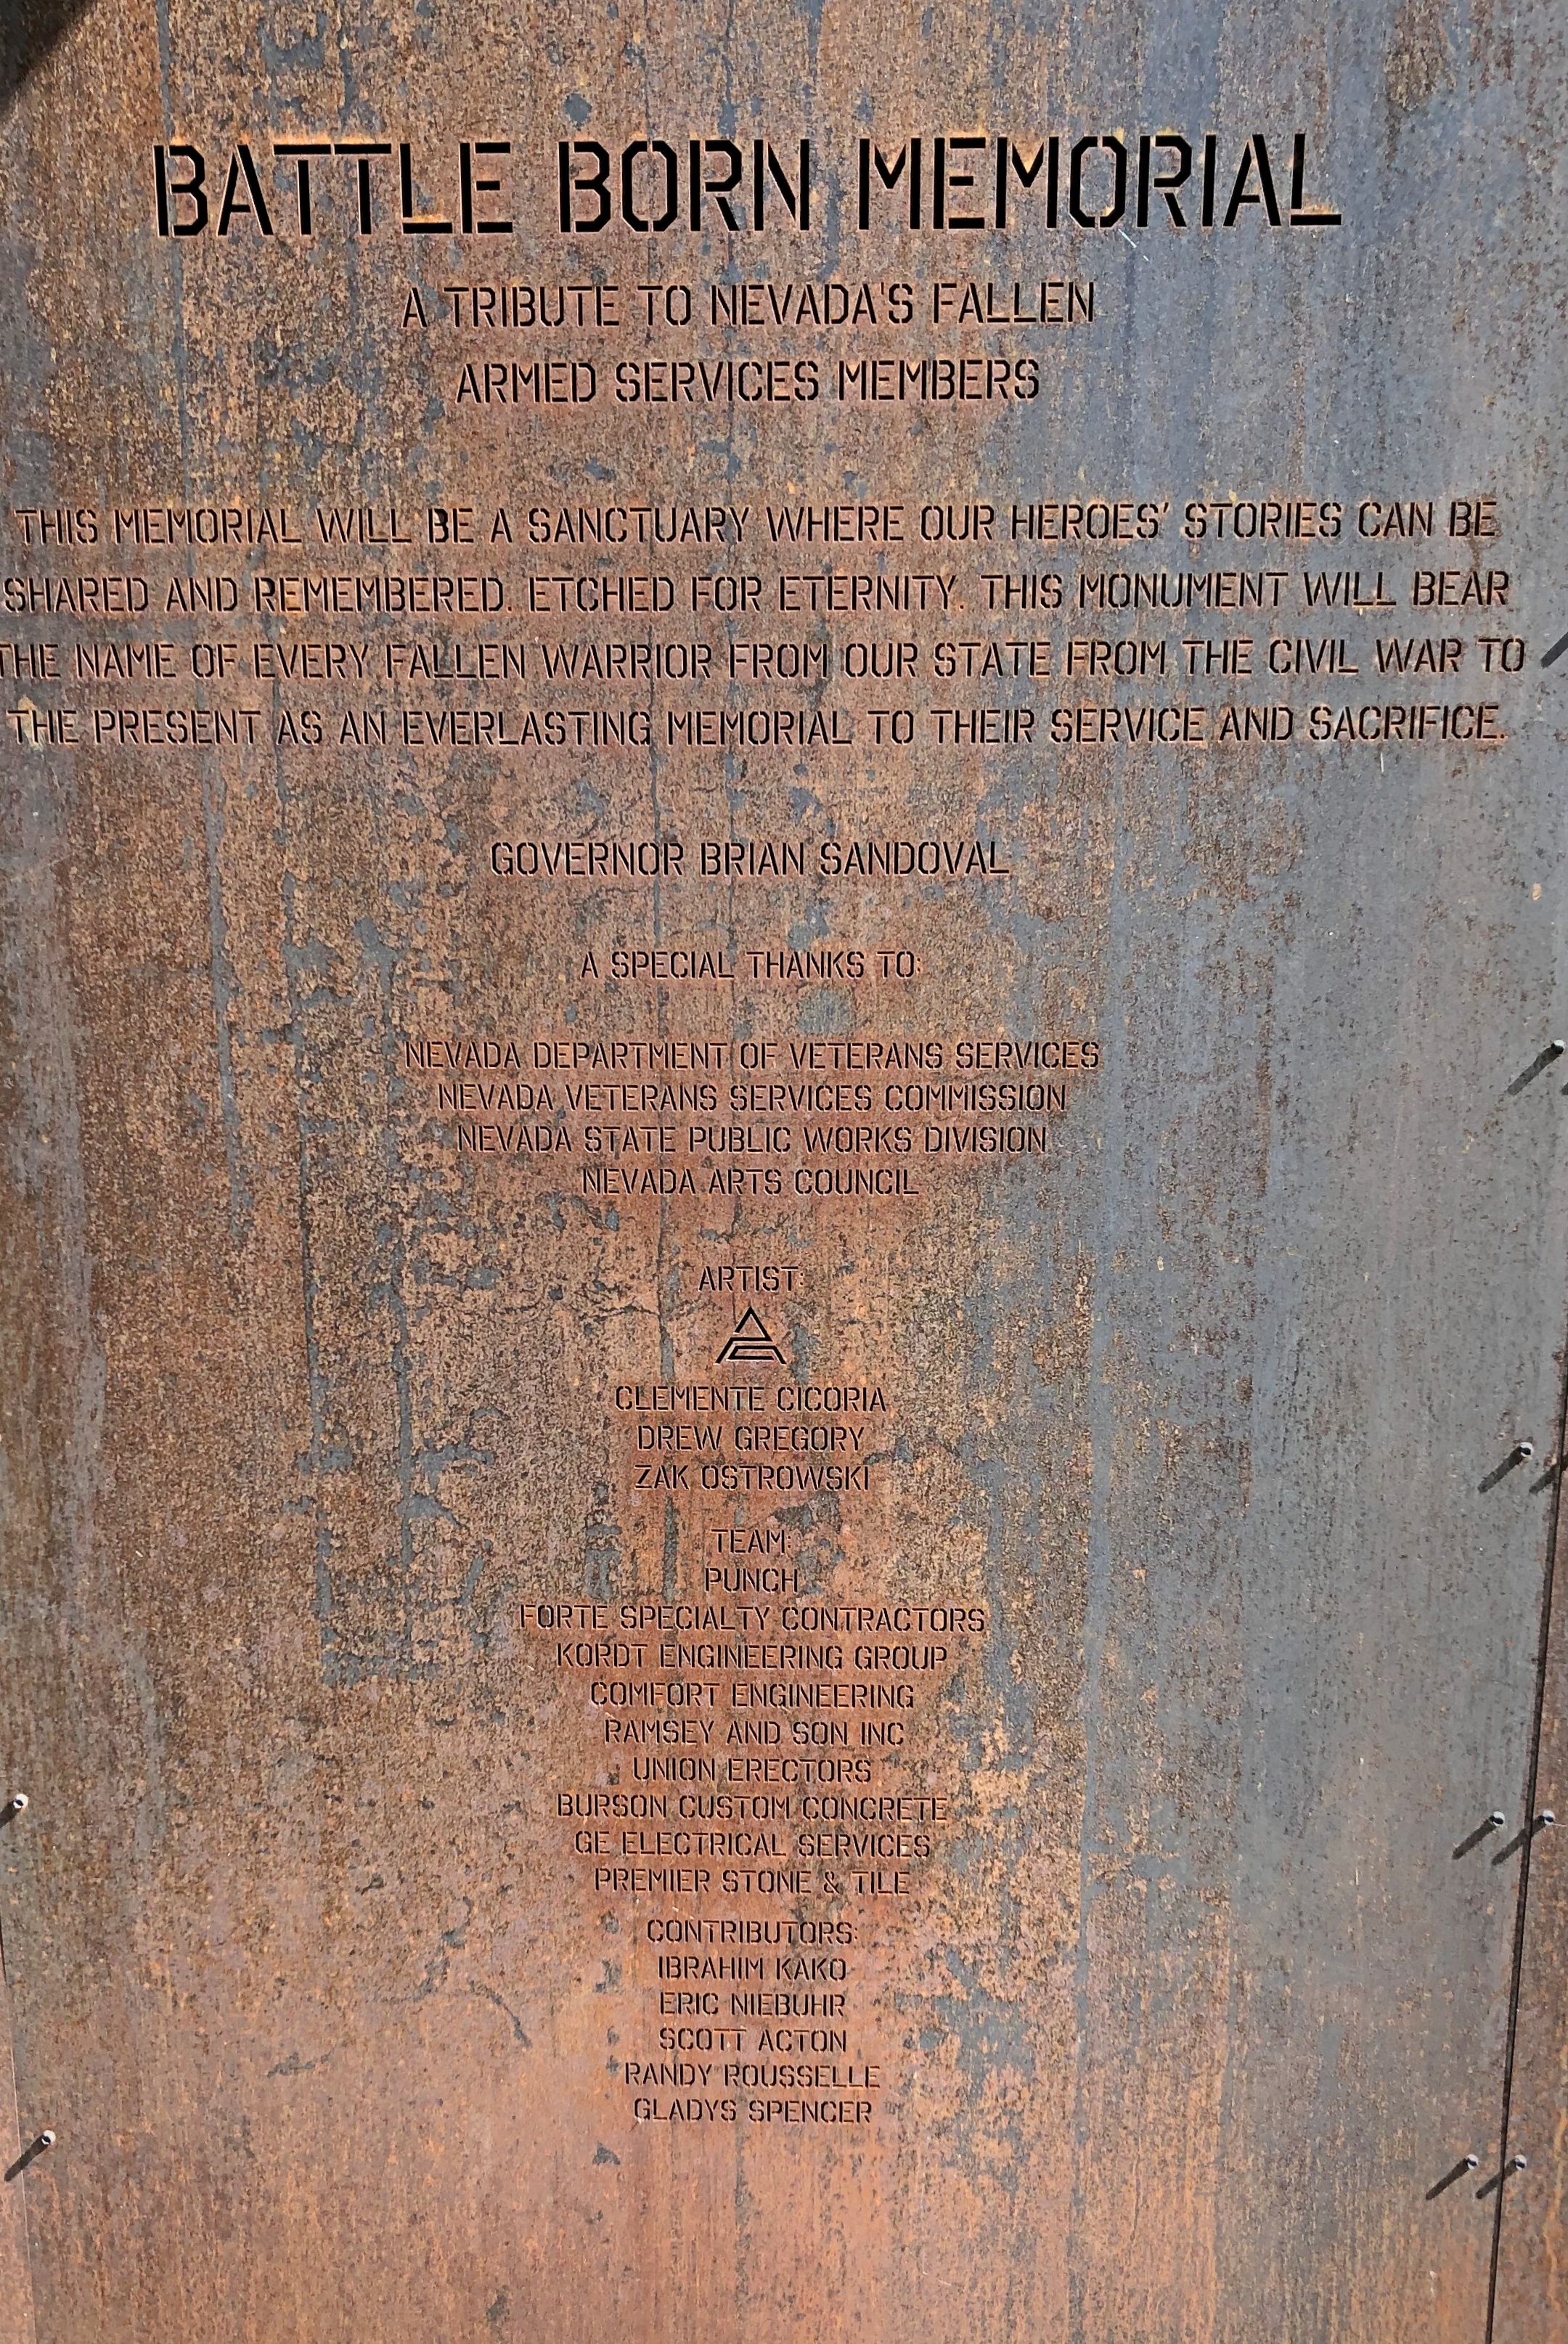 BATTLE BORN MEMORIAL
A TRIBUTE TO NEVADA'S FALLEN
ARMED SERVICES MEMBERS
THIS MEMORIAL WILL BE A SANCTUARY WHERE OUR HEROES' STORIES CAN BE
SHARED AND REMEMBERED. ETCHED FOR ETERNITY. THIS MONUMENT WILL BEAR
THE NAME OF EVERY FALLEN WARRIOR FROM OUR STATE FROM THE CIVIL WAR TO
THE PRESENT AS AN EVERLASTING MEMORIAL TO THEIR SERVICE AND SACRIFICE.
GOVERNOR BRIAN SANDOVAL
A SPECIAL THANKS TO:
NEVADA DEPARTMENT OF VETERANS SERVICES
NEVADA VETERANS SERVICES COMMISSION
NEVADA STATE PUBLIC WORKS DIVISION
NEVADA ARTS COUNCIL
ARTIST:
CLEMENTE CICORIA
DREW GREGORY
ZAK OSTROWSKI
TEAM:
PUNCH
FORTE SPECIALTY CONTRACTORS
KORDT ENGINEERING GROUP
COMFORT ENGINEERING
RAMSEY AND SON INC
UNION ERECTORS
BURSON CUSTOM CONCRETE
GE ELECTRICAL SERVICES
PREMIER STONE & TILE
CONTRIBUTORS:
IBRAHIM KAKO
ERIC NIEBUHR
SCOTT ACTON
RANDY ROUSSELLE
GLADYS SPENCER